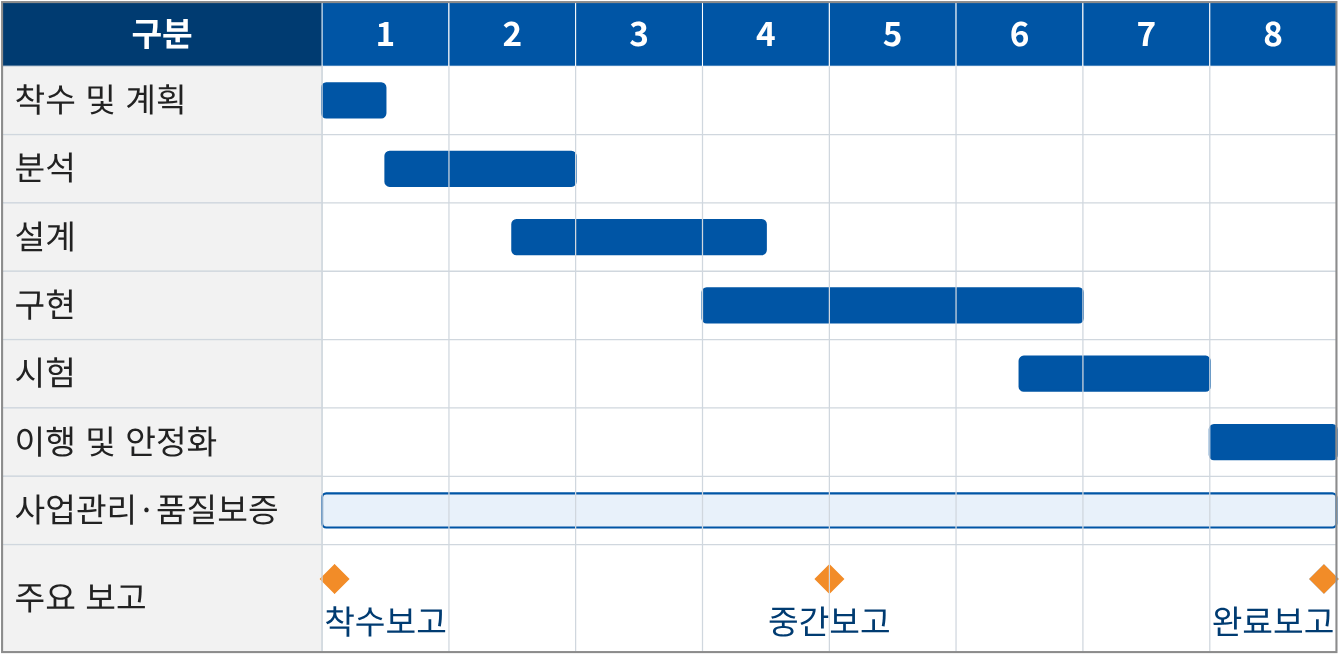 구분 1 2 3 4 5 6 7 8
착수 및 계획
분석
설계
구현
시험
이행 및 안정화
사업관리·품질보증
주요 보고
착수보고 중간보고 완료보고